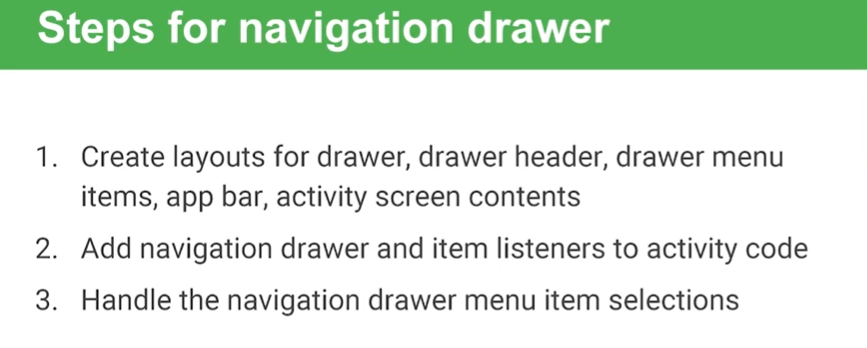 Steps for navigation drawer
1. Create layouts for drawer, drawer header, drawer menu
items, app bar, activity screen contents
2. Add navigation drawer and item listeners to activity code
3. Handle the navigation drawer menu item selections